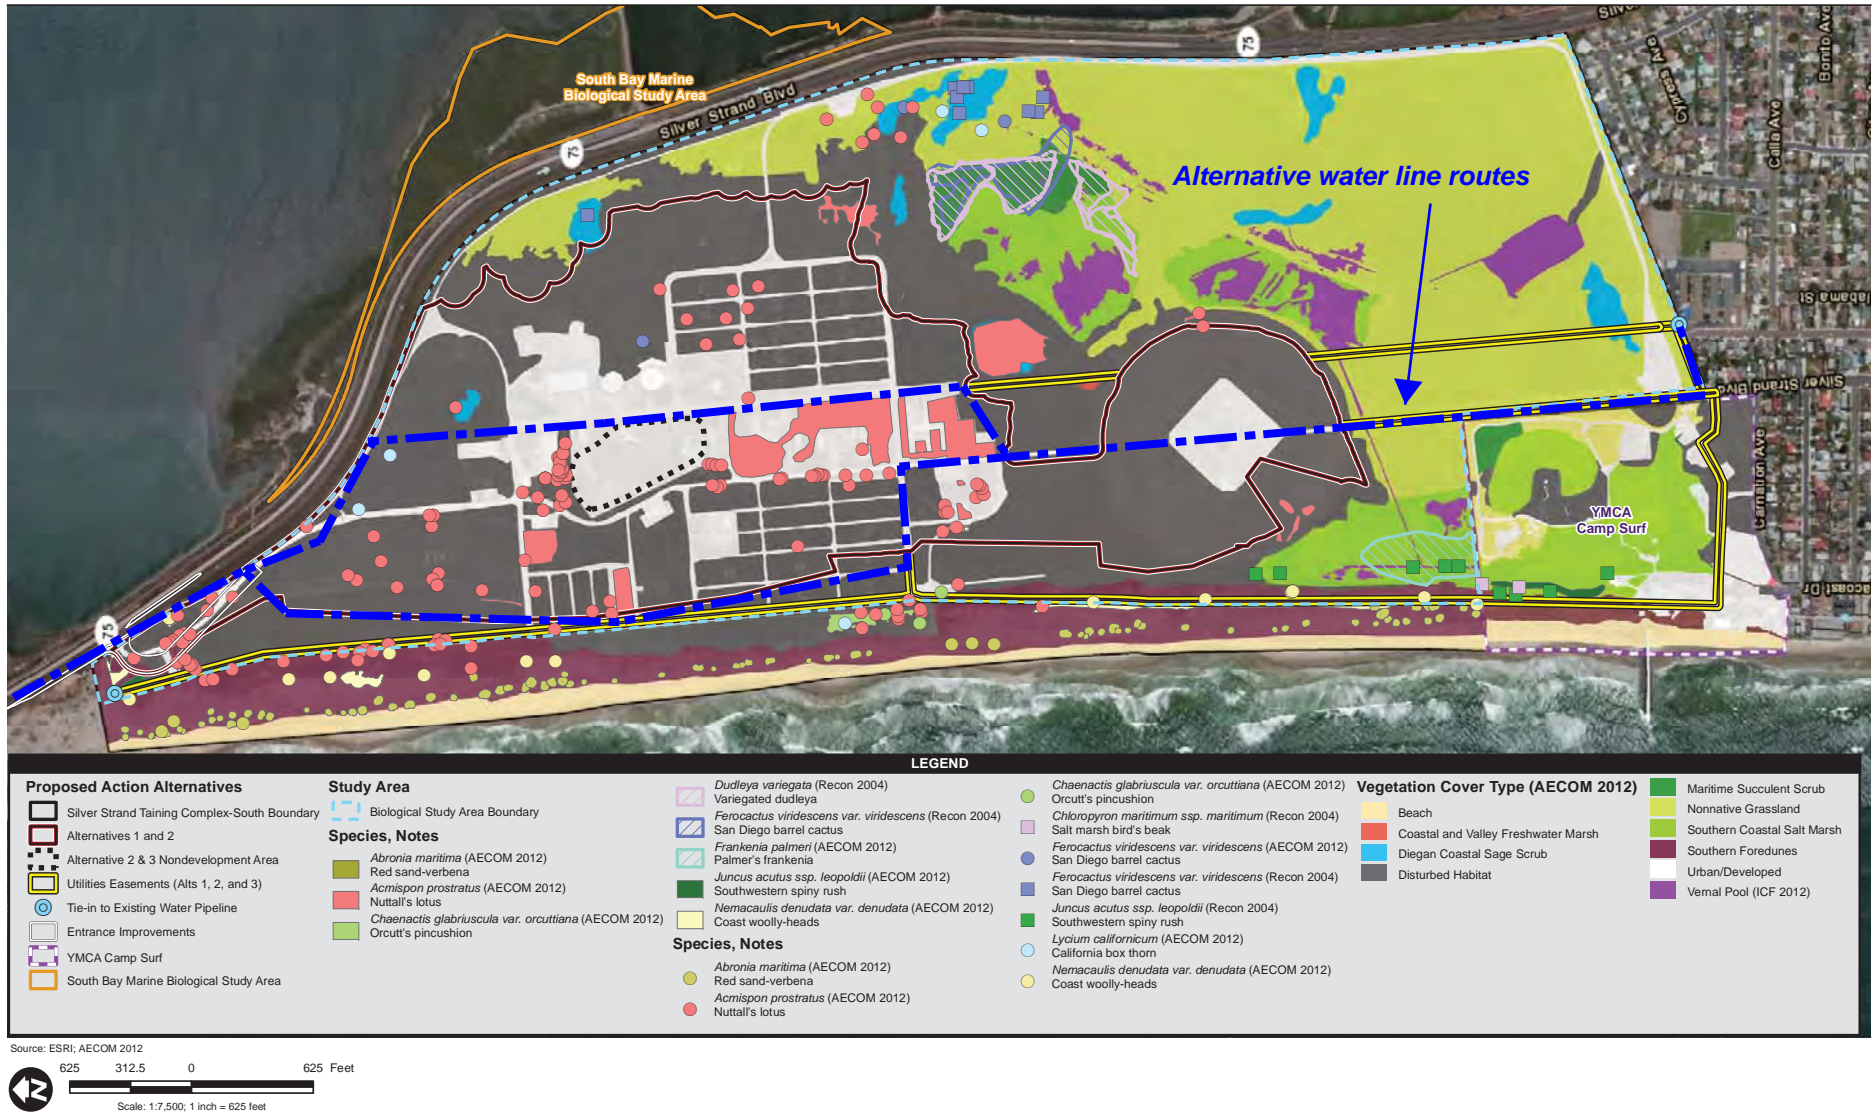 South Bay Marine
Biological Study Area
Silver Strand Blvd
75
75
75
Alternative water line routes
Cypress Ave
Calla Ave
Bonito Ave
Silver Strand Blvd
Carnation Ave
YMCA
Camp Surf
LEGEND
Proposed Action Alternatives
Silver Strand Taining Complex-South Boundary
Alternatives 1 and 2
Alternative 2 & 3 Nondevelopment Area
Utilities Easements (Alts 1, 2, and 3)
Tie-in to Existing Water Pipeline
Entrance Improvements
YMCA Camp Surf
South Bay Marine Biological Study Area
Study Area
Biological Study Area Boundary
Species, Notes
Abronia maritima (AECOM 2012)
Red sand-verbena
Acmispon prostratus (AECOM 2012)
Nuttall's lotus
Chaenactis glabriuscula var. orcuttiana (AECOM 2012)
Orcutt's pincushion
Dudleya variegata (Recon 2004)
Variegated dudleya
Ferocactus viridescens var. viridescens (Recon 2004)
San Diego barrel cactus
Frankenia palmeri (AECOM 2012)
Palmer's frankenia
Juncus acutus ssp. leopoldii (AECOM 2012)
Southwestern spiny rush
Nemacaulis denudata var. denudata (AECOM 2012)
Coast woolly-heads
Species, Notes
Abronia maritima (AECOM 2012)
Red sand-verbena
Acmispon prostratus (AECOM 2012)
Nuttall's lotus
Chaenactis glabriuscula var. orcuttiana (AECOM 2012)
Orcutt's pincushion
Chloropyron maritimum ssp. maritimum (Recon 2004)
Salt marsh bird's beak
Ferocactus viridescens var. viridescens (AECOM 2012)
San Diego barrel cactus
Ferocactus viridescens var. viridescens (Recon 2004)
San Diego barrel cactus
Juncus acutus ssp. leopoldii (Recon 2004)
Southwestern spiny rush
Lycium californicum (AECOM 2012)
California box thorn
Nemacaulis denudata var. denudata (AECOM 2012)
Coast woolly-heads
Vegetation Cover Type (AECOM 2012)
Beach
Coastal and Valley Freshwater Marsh
Diegan Coastal Sage Scrub
Disturbed Habitat
Maritime Succulent Scrub
Nonnative Grassland
Southern Coastal Salt Marsh
Southern Foredunes
Urban/Developed
Vernal Pool (ICF 2012)
Source: ESRI; AECOM 2012
625 312.5 0 625 Feet
Scale: 1:7,500; 1 inch = 625 feet
N